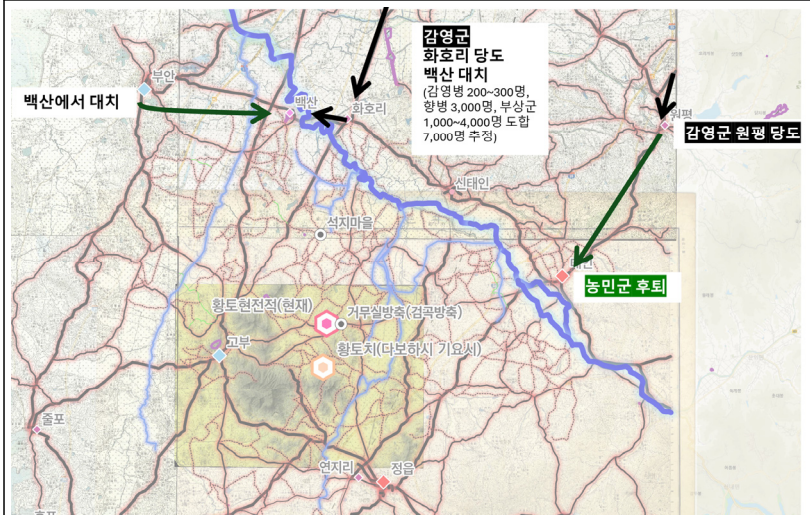 감영군
화호리 당도
백산 대치
(감영병 200~300명,
향병 3,000명, 부상군
1,000~4,000명 도합
7,000명 추정)
부안
백산에서 대치
백산
화호리
원평
감영군 원평 당도
신태인
석지마을
농민군 후퇴
황토현전적(현재)
거무실방축(검곡방축)
고부
황토치(다보하시 기요시)
줄포
연지리
정읍